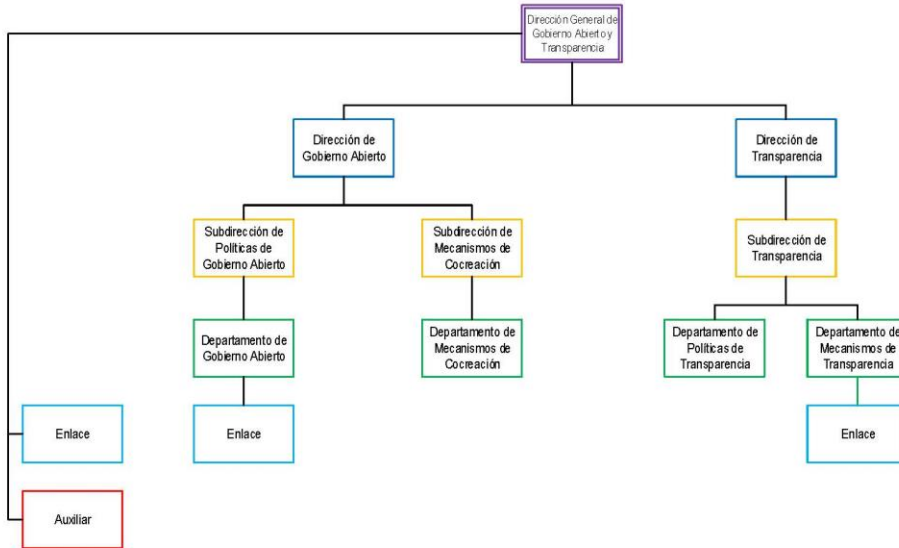 Dirección General de
Gobierno Abierto y
Transparencia
Dirección de
Gobierno Abierto
Dirección de
Transparencia
Subdirección de
Políticas de
Gobierno Abierto
Subdirección de
Mecanismos de
Cocreación
Subdirección de
Transparencia
Departamento de
Gobierno Abierto
Departamento de
Mecanismos de
Cocreación
Departamento de
Políticas de
Transparencia
Departamento de
Mecanismos de
Transparencia
Enlace
Enlace
Enlace
Auxiliar